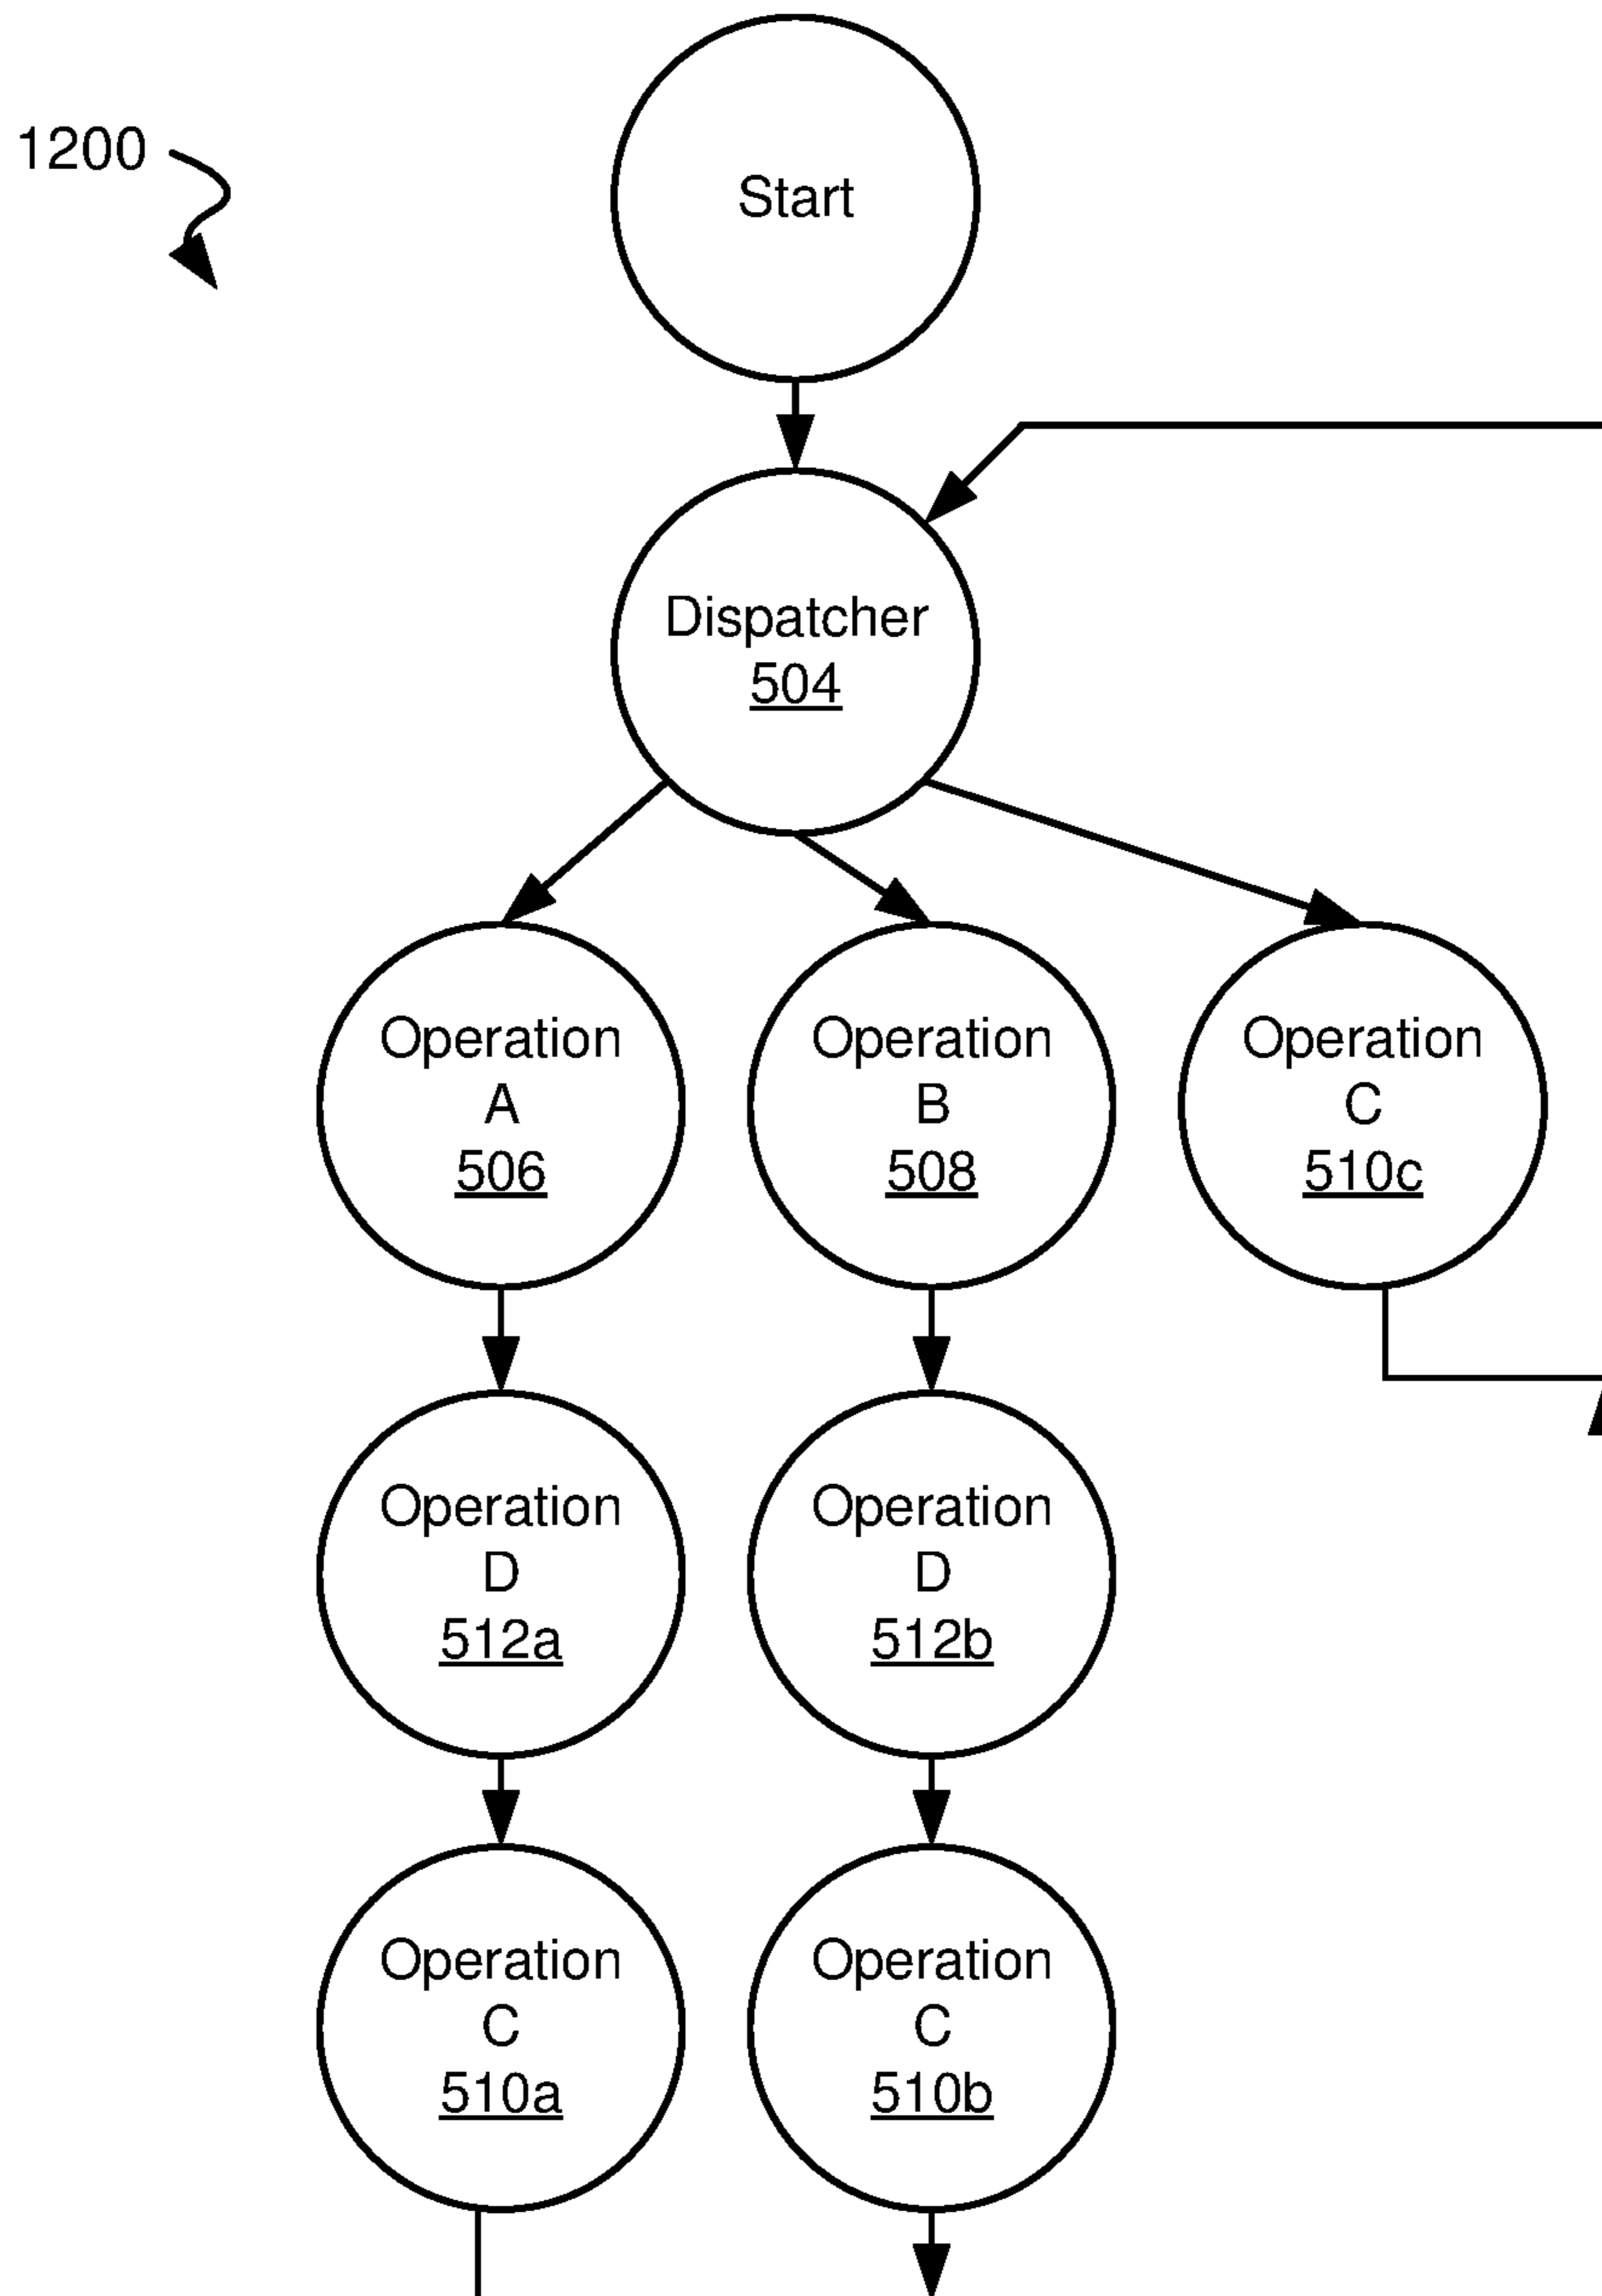 1200
Start
Dispatcher
504
Operation
A
506
Operation
B
508
Operation
C
510c
Operation
D
512a
Operation
D
512b
Operation
C
510a
Operation
C
510b